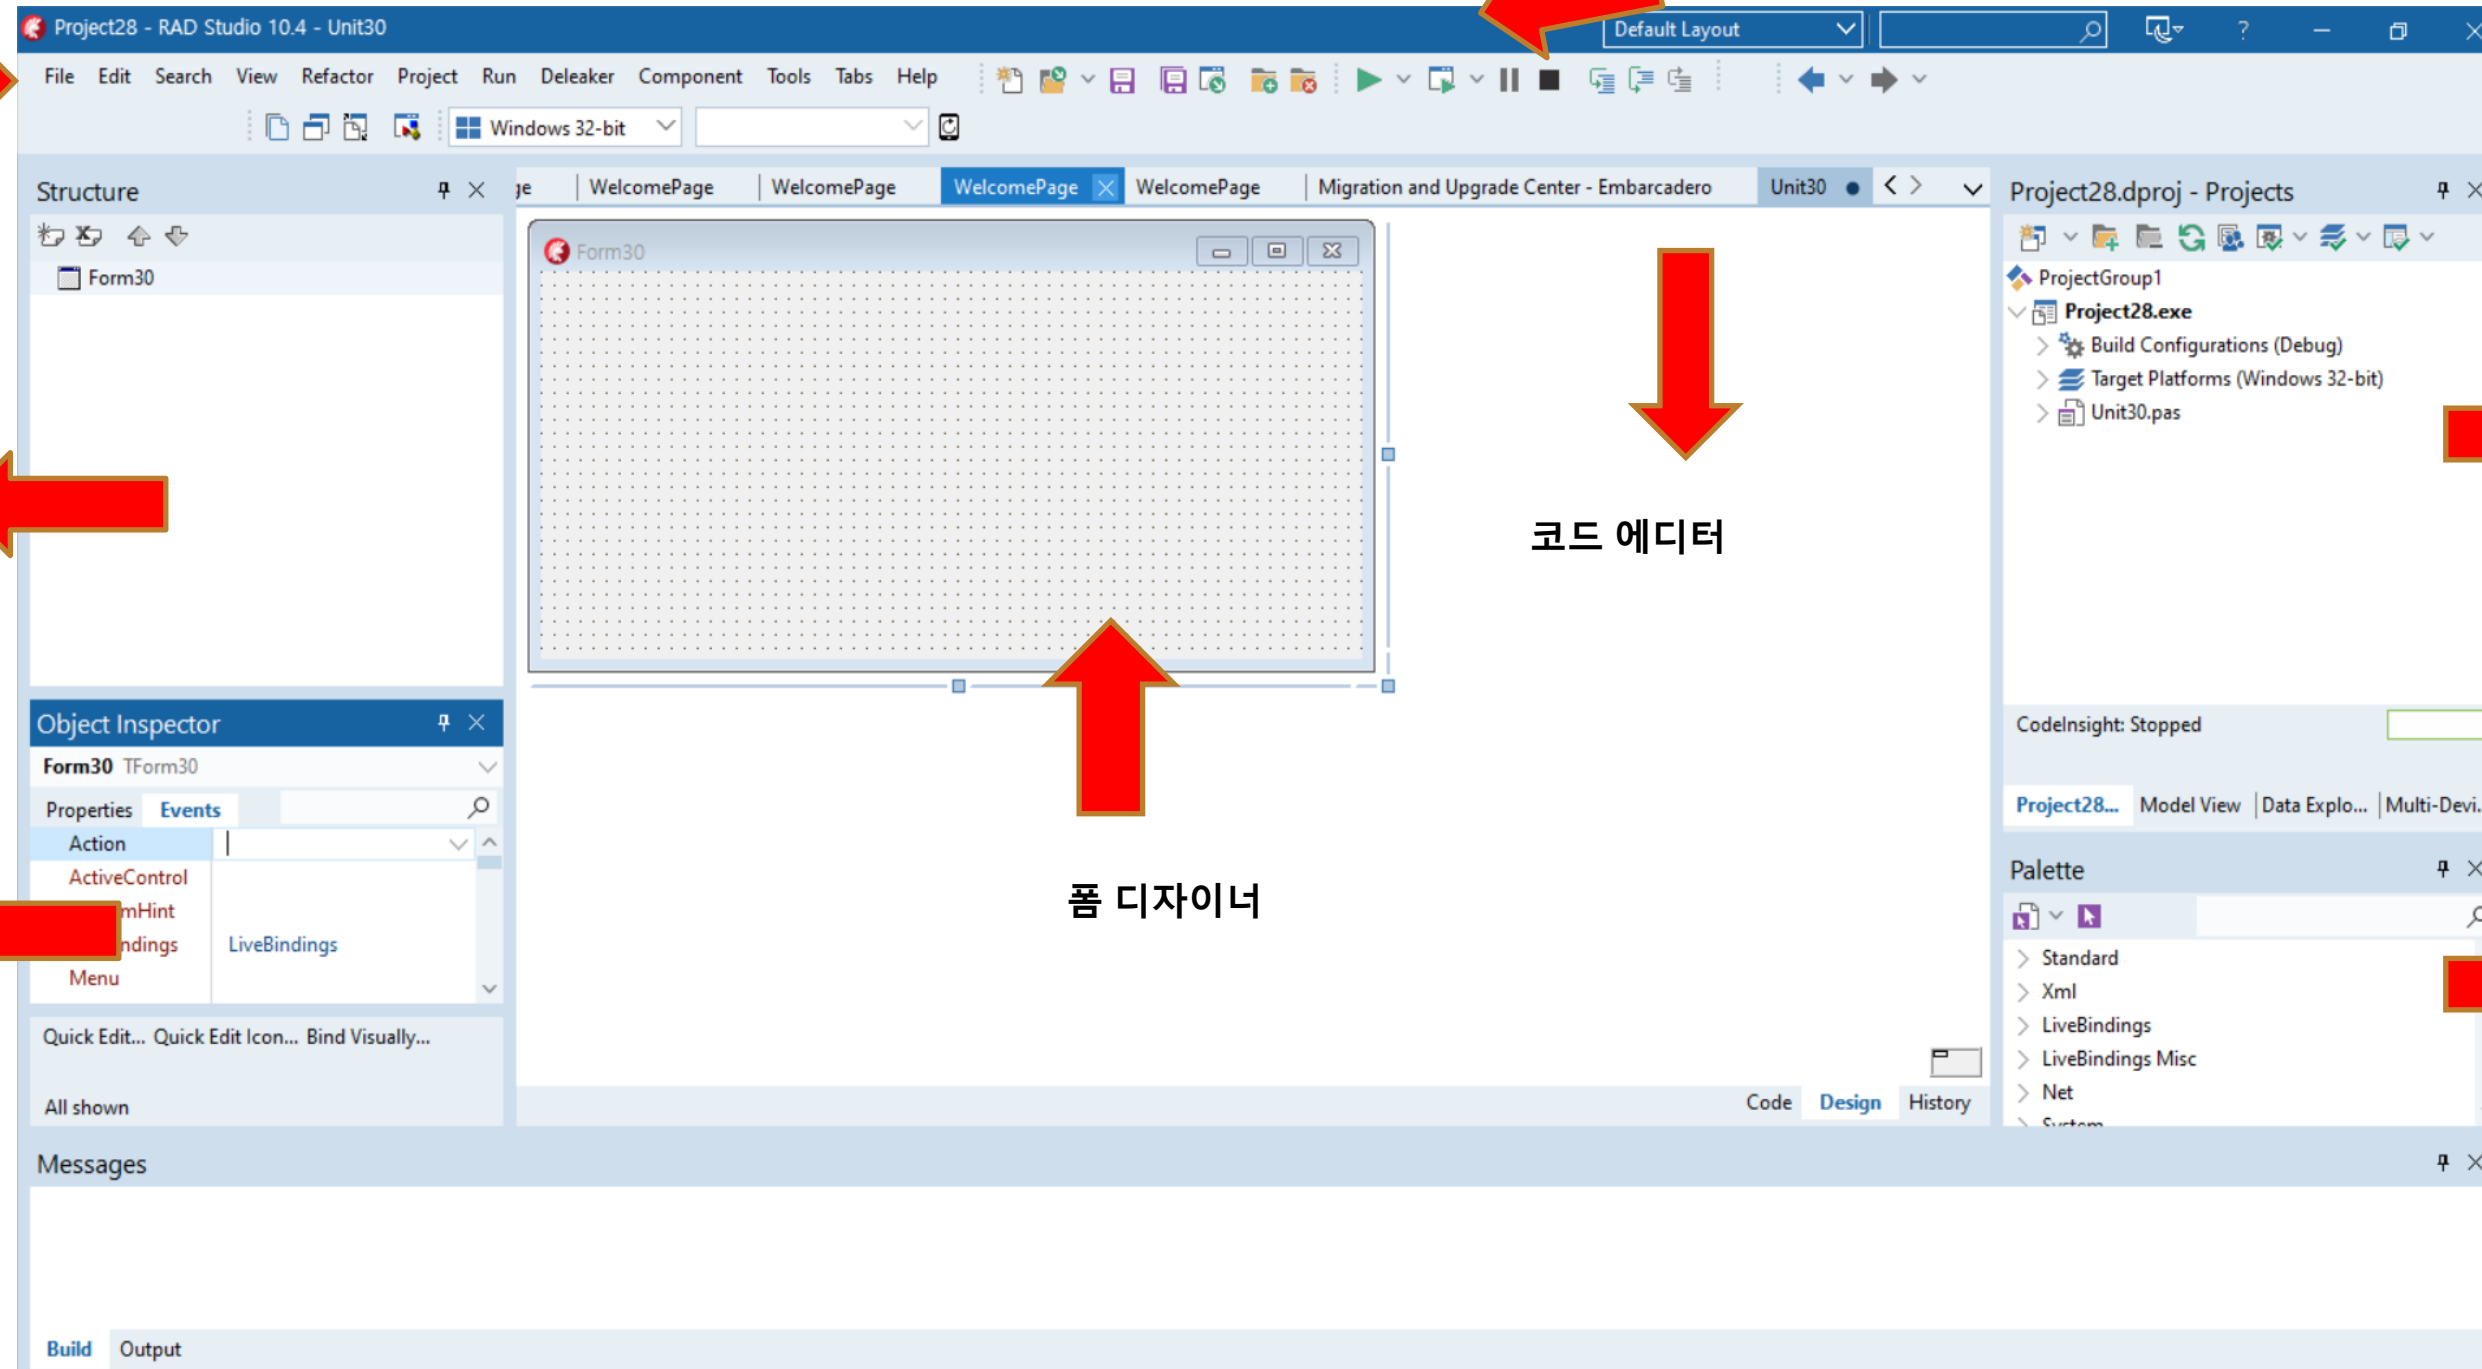 Project28 - RAD Studio 10.4 - Unit30
Default Layout
?
File Edit Search View Refactor Project Run Deleaker Component Tools Tabs Help
Windows 32-bit
Structure
ge WelcomePage WelcomePage WelcomePage WelcomePage Migration and Upgrade Center - Embarcadero Unit30
Project28.dproj - Projects
Form30
Form30
ProjectGroup1
Project28.exe
Build Configurations (Debug)
Target Platforms (Windows 32-bit)
Unit30.pas
코드 에디터
폼 디자이너
Object Inspector
Form30 TForm30
Properties Events
Action
ActiveControl
mHint
ndings LiveBindings
Menu
Quick Edit... Quick Edit Icon... Bind Visually...
All shown
CodeInsight: Stopped
Project28... Model View Data Explo... Multi-Devi..
Palette
Standard
Xml
LiveBindings
LiveBindings Misc
Net
System
Code Design History
Messages
Build Output